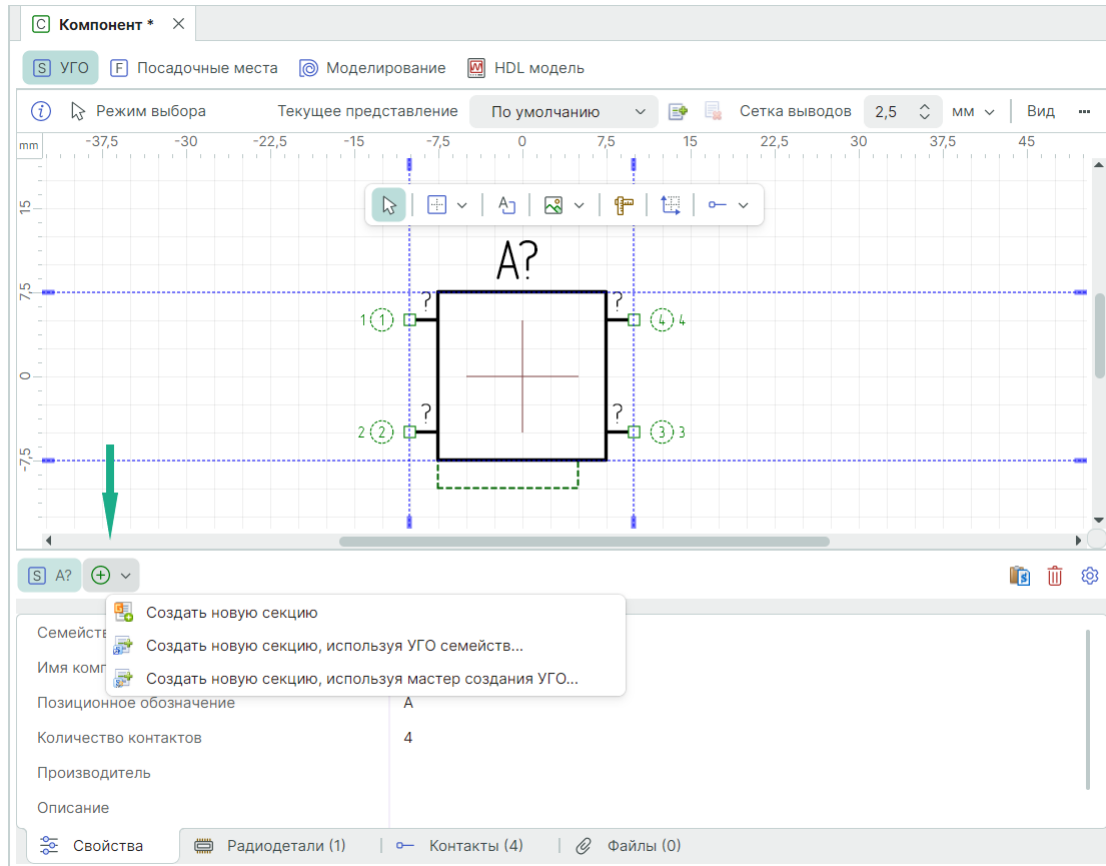 C Компонент *
S УГО F Посадочные места Моделирование HDL модель
Режим выбора Текущее представление По умолчанию Сетка выводов 2,5 мм Вид
mm -37,5 -30 -22,5 -15 -7,5 0 7,5 15 22,5 30 37,5 45
15
A?
7,5
? ?
1 1 4 4
0
? ?
2 2 3 3
-7,5
S A?
Создать новую секцию
Семейств
Создать новую секцию, используя УГО семейств...
Имя комп
Создать новую секцию, используя мастер создания УГО...
Позиционное обозначение A
Количество контактов 4
Производитель
Описание
Свойства Радиодетали (1) Контакты (4) Файлы (0)